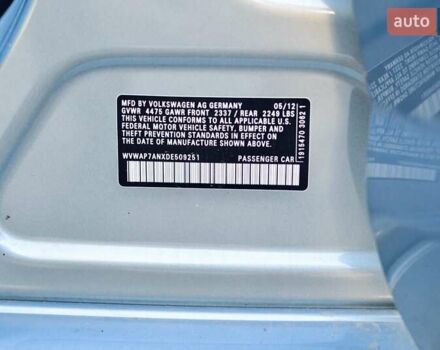 auto
MFD BY VOLKSWAGEN AG GERMANY 05/12
GVWR 4475 GAWR FRONT 2337 / REAR 2249 LBS
THIS VEHICLE CONFORMS TO ALL APPLICABLE U.S.
FEDERAL MOTOR VEHICLE SAFETY, BUMPER AND
THEFT PREVENTION STANDARDS IN EFFECT ON THE
DATE OF MANUFACTURE SHOWN ABOVE.
WVWAP7ANXDE509251 PASSENGER CAR
1915470 3062 1